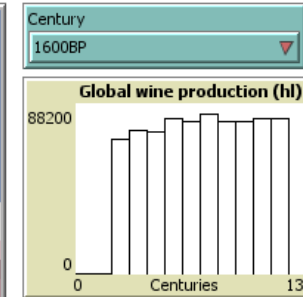 Century
1600BP
Global wine production (hl)
88200
0
0 Centuries 13